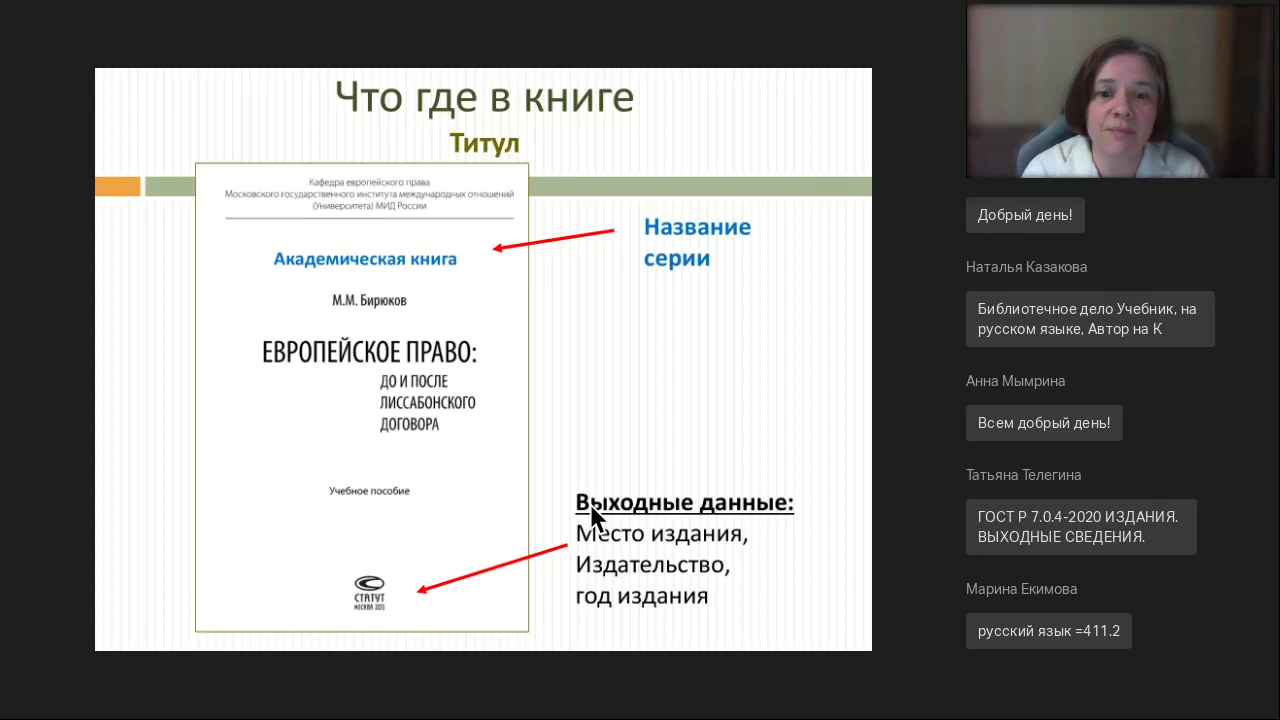 Что где в книге
Титул
Кафедра европейского права
Московского государственного института международных отношений
(Университета) МИД России
Академическая книга
М.М. Бирюков
ЕВРОПЕЙСКОЕ ПРАВО:
ДО И ПОСЛЕ
ЛИССАБОНСКОГО
ДОГОВОРА
Учебное пособие
СТАТУТ
МОСКВА 2013
Название
серии
Выходные данные:
Место издания,
Издательство,
год издания
Добрый день!
Наталья Казакова
Библиотечное дело Учебник, на
русском языке, Автор на К
Анна Мымрина
Всем добрый день!
Татьяна Телегина
ГОСТ Р 7.0.4-2020 ИЗДАНИЯ.
ВЫХОДНЫЕ СВЕДЕНИЯ.
Марина Екимова
русский язык =411.2